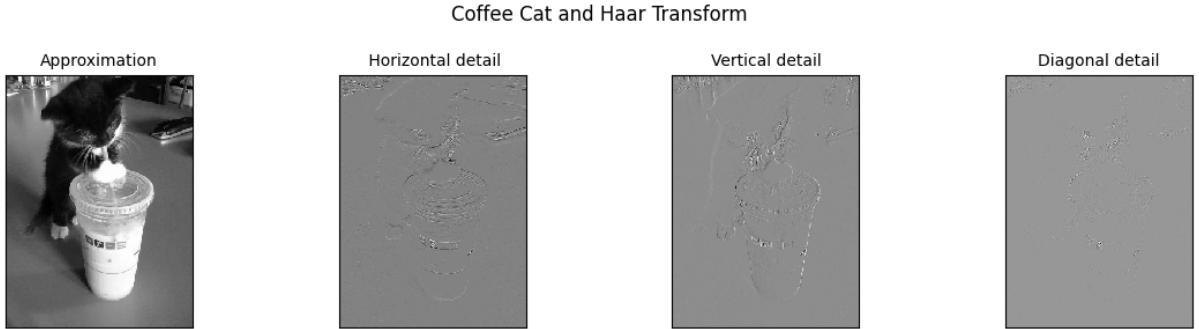 Coffee Cat and Haar Transform
Approximation
Horizontal detail
Vertical detail
Diagonal detail